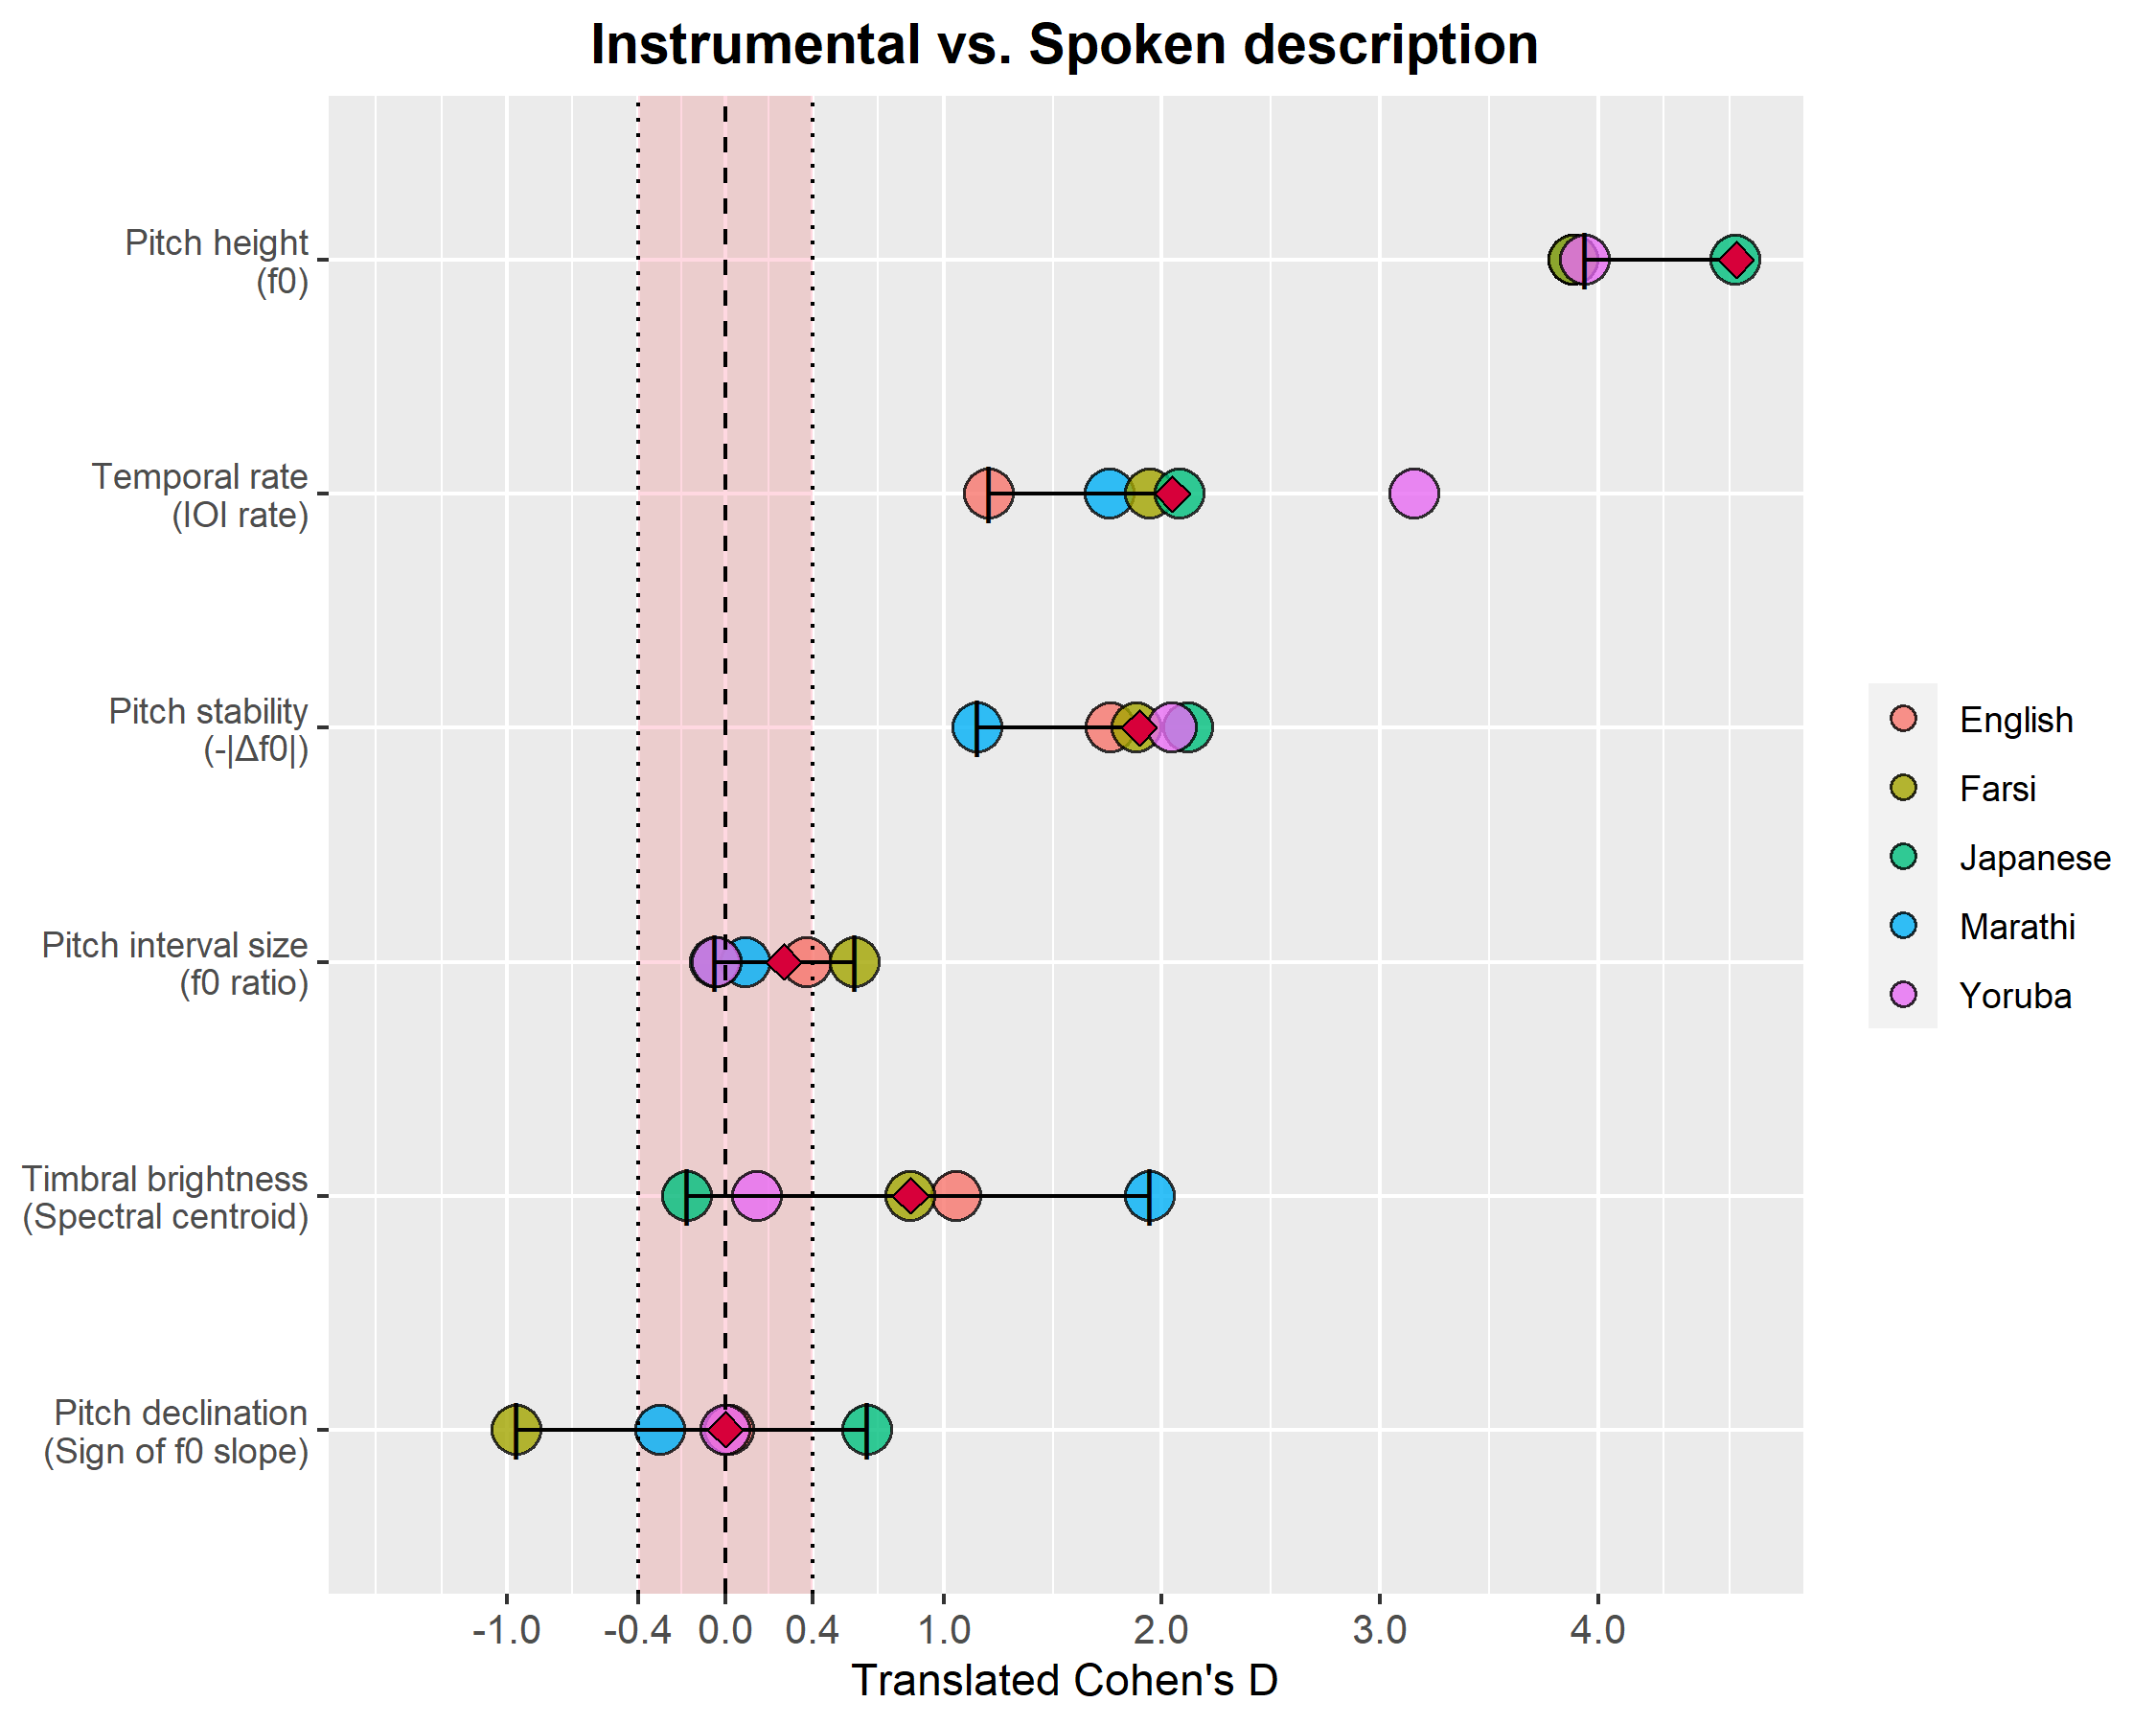 Instrumental vs. Spoken description
Pitch height
(f0)
Temporal rate
(IOI rate)
Pitch stability
(-|Δf0|)
Pitch interval size
(f0 ratio)
Timbral brightness
(Spectral centroid)
Pitch declination
(Sign of f0 slope)
-1.0 -0.4 0.0 0.4 1.0 2.0 3.0 4.0
Translated Cohen's D
English
Farsi
Japanese
Marathi
Yoruba